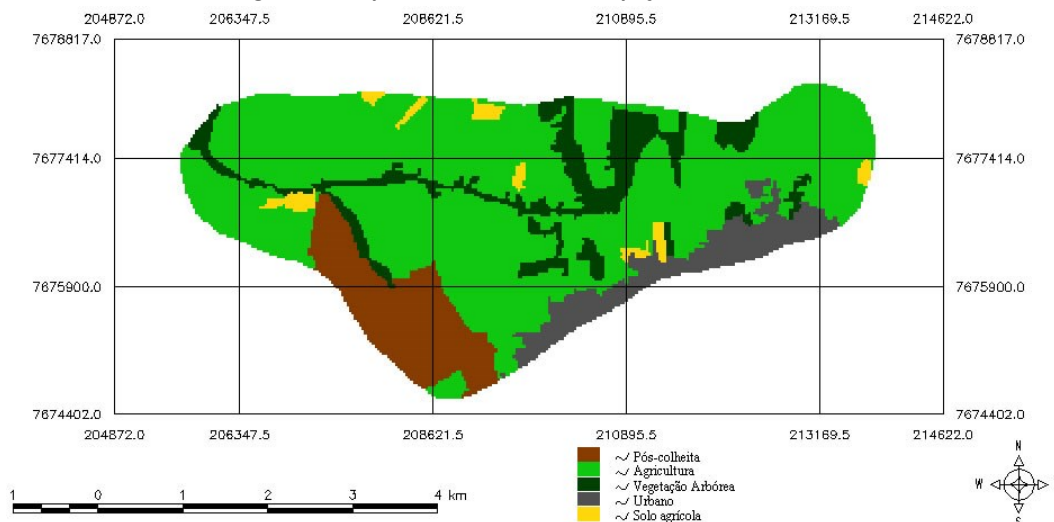 204872.0 206347.5 208621.5 210895.5 213169.5 214622.0
7678817.0 7678817.0
7677414.0 7677414.0
7675900.0 7675900.0
7674402.0 7674402.0
204872.0 206347.5 208621.5 210895.5 213169.5 214622.0
Pós-colheita
Agricultura
Vegetação Arbórea
Urbano
Solo agrícola
1 0 1 2 3 4 km
N
W E
S